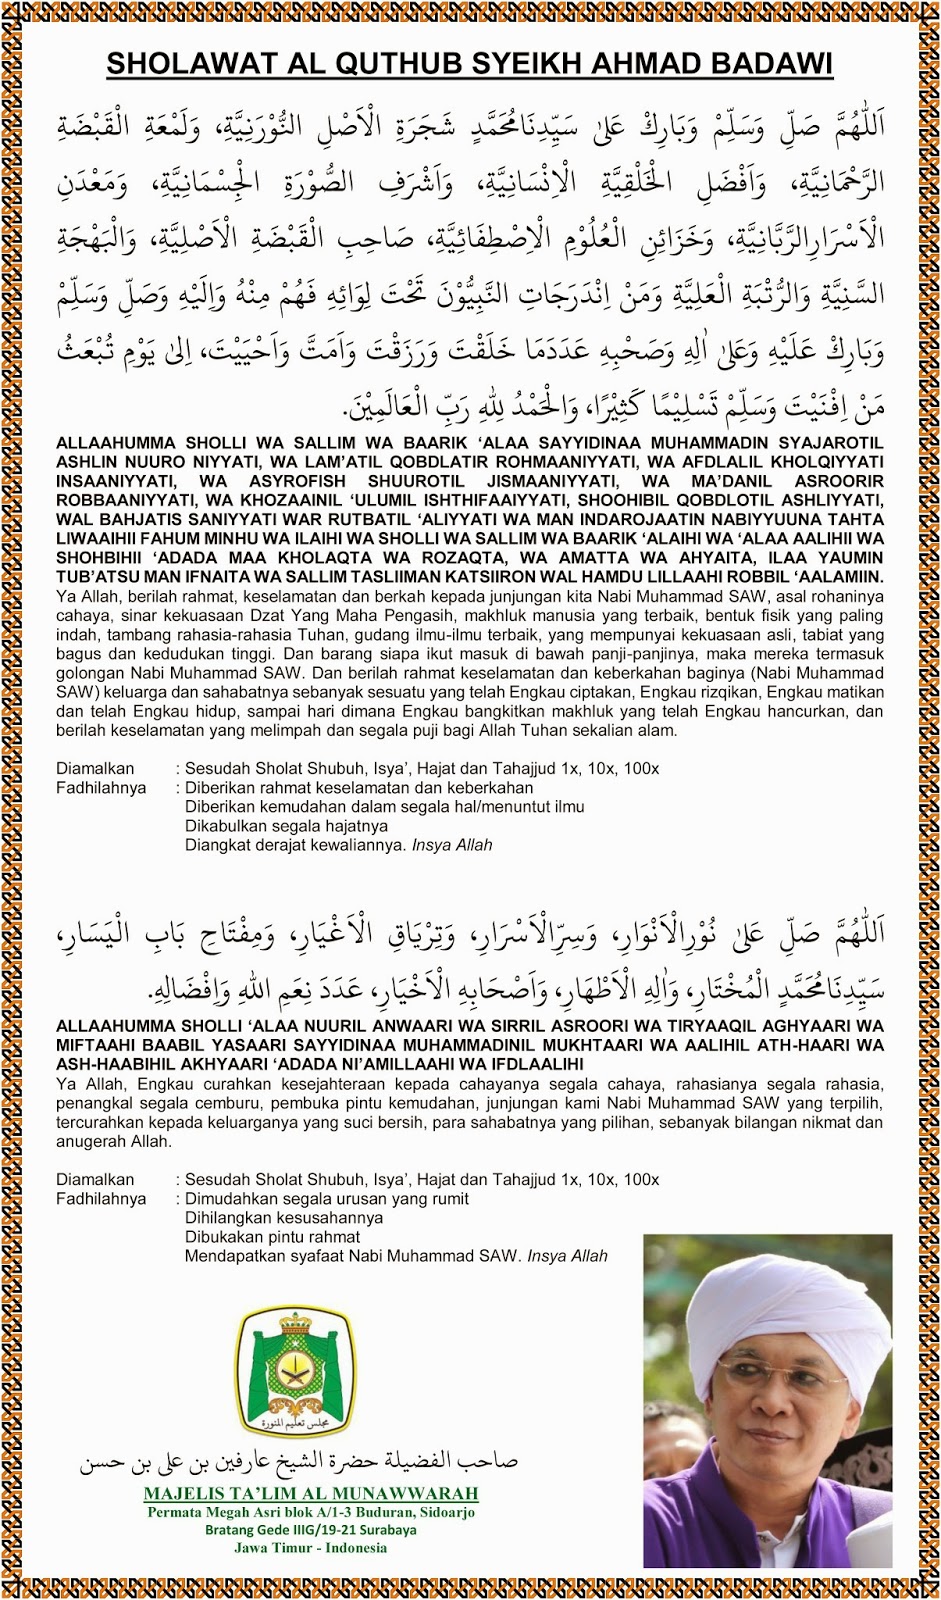 SHOLAWAT AL QUTHUB SYEIKH AHMAD BADAWI
اَللّٰهُمَّ صَلِّ وَسَلِّمْ وَبَارِكْ عَلىٰ سَيِّدِنَامُحَمَّدٍ شَجَرَةِ الْاَصْلِ النُّوْرَنِيَّةِ، وَلَمْعَةِ الْقَبْضَةِ
الرَّحْمَانِيَّةِ، وَاَفْضَلِ الْخَلْقِيَّةِ الْاِنْسَانِيَّةِ، وَاَشْرَفِ الصُّوْرَةِ الْجِسْمَانِيَّةِ، وَمَعْدَنِ
الْاَسْرَارِالرَّبَّانِيَّةِ، وَخَزَائِنِ الْعُلُوْمِ الْاِصْطِفَائِيَّةِ، صَاحِبِ الْقَبْضَةِ الْاَصْلِيَّةِ، وَالْبَهْجَةِ
السَّنِيَّةِ وَالرُّتْبَةِ الْعَلِيَّةِ وَمَنْ اِنْدَرَجَاتِ النَّبِيُّوْنَ تَحْتَ لِوَائِهِ فَهُمْ مِنْهُ وَاِلَيْهِ وَصَلِّ وَسَلِّمْ
وَبَارِكْ عَلَيْهِ وَعَلىٰ اٰلِهِ وَصَحْبِهِ عَدَدَمَا خَلَقْتَ وَرَزَقْتَ وَاَمَتَّ وَاَحْيَيْتَ، اِلىٰ يَوْمِ تُبْعَثُ
مَنْ اِفْنَيْتَ وَسَلِّمْ تَسْلِيْمًا كَثِيْرًا، وَالْحَمْدُ لِلّٰهِ رَبِّ الْعَالَمِيْنَ.
ALLAAHUMMA SHOLLI WA SALLIM WA BAARIK ‘ALAA SAYYIDINAA MUHAMMADIN SYAJAROTIL
ASHLIN NUURO NIYYATI, WA LAM’ATIL QOBDLATIR ROHMAANIYYATI, WA AFDLALIL KHOLQIYYATI
INSAANIYYATI, WA ASYROFISH SHUUROTIL JISMAANIYYATI, WA MA’DANIL ASROORIR
ROBBAANIYYATI, WA KHOZAAINIL ‘ULUMIL ISHTHIFAAIYYATI, SHOOHIBIL QOBDLOTIL ASHLIYYATI,
WAL BAHJATIS SANIYYATI WAR RUTBATIL ‘ALIYYATI WA MAN INDAROJAATIN NABIYYUUNA TAHTA
LIWAAIHII FAHUM MINHU WA ILAIHI WA SHOLLI WA SALLIM WA BAARIK ‘ALAIHI WA ‘ALAA AALIHII WA
SHOHBIHII ‘ADADA MAA KHOLAQTA WA ROZAQTA, WA AMATTA WA AHYAITA, ILAA YAUMIN
TUB’ATSU MAN IFNAITA WA SALLIM TASLIIMAN KATSIIRON WAL HAMDU LILLAAHI ROBBIL ‘AALAMIIN.
Ya Allah, berilah rahmat, keselamatan dan berkah kepada junjungan kita Nabi Muhammad SAW, asal rohaninya
cahaya, sinar kekuasaan Dzat Yang Maha Pengasih, makhluk manusia yang terbaik, bentuk fisik yang paling
indah, tambang rahasia-rahasia Tuhan, gudang ilmu-ilmu terbaik, yang mempunyai kekuasaan asli, tabiat yang
bagus dan kedudukan tinggi. Dan barang siapa ikut masuk di bawah panji-panjinya, maka mereka termasuk
golongan Nabi Muhammad SAW. Dan berilah rahmat keselamatan dan keberkahan baginya (Nabi Muhammad
SAW) keluarga dan sahabatnya sebanyak sesuatu yang telah Engkau ciptakan, Engkau rizqikan, Engkau matikan
dan telah Engkau hidup, sampai hari dimana Engkau bangkitkan makhluk yang telah Engkau hancurkan, dan
berilah keselamatan yang melimpah dan segala puji bagi Allah Tuhan sekalian alam.
Diamalkan : Sesudah Sholat Shubuh, Isya’, Hajat dan Tahajjud 1x, 10x, 100x
Fadhilahnya : Diberikan rahmat keselamatan dan keberkahan
Diberikan kemudahan dalam segala hal/menuntut ilmu
Dikabulkan segala hajatnya
Diangkat derajat kewaliannya. Insya Allah
اَللّٰهُمَّ صَلِّ عَلىٰ نُوْرِالْاَنْوَارِ، وَسِرِّالْاَسْرَارِ، وَتِرْيَاقِ الْاَغْيَارِ، وَمِفْتَاحِ بَابِ الْيَسَارِ،
سَيِّدِنَامُحَمَّدٍ الْمُخْتَارِ، وَاٰلِهِ الْاَطْهَارِ، وَاَصْحَابِهِ الْاَخْيَارِ، عَدَدَ نِعَمِ اللهِ وَاِفْضَالِهِ.
ALLAAHUMMA SHOLLI ‘ALAA NUURIL ANWAARI WA SIRRIL ASROORI WA TIRYAAQIL AGHYAARI WA
MIFTAAHI BAABIL YASAARI SAYYIDINAA MUHAMMADINIL MUKHTAARI WA AALIHIL ATH-HAARI WA
ASH-HAABIHIL AKHYAARI ‘ADADA NI’AMILLAAHI WA IFDLAALIHI
Ya Allah, Engkau curahkan kesejahteraan kepada cahayanya segala cahaya, rahasianya segala rahasia,
penangkal segala cemburu, pembuka pintu kemudahan, junjungan kami Nabi Muhammad SAW yang terpilih,
tercurahkan kepada keluarganya yang suci bersih, para sahabatnya yang pilihan, sebanyak bilangan nikmat dan
anugerah Allah.
Diamalkan : Sesudah Sholat Shubuh, Isya’, Hajat dan Tahajjud 1x, 10x, 100x
Fadhilahnya : Dimudahkan segala urusan yang rumit
Dihilangkan kesusahannya
Dibukakan pintu rahmat
Mendapatkan syafaat Nabi Muhammad SAW. Insya Allah
مجلس تعليم المنورة
صاحب الفضيلة حضرة الشيخ عارفين بن على بن حسن
MAJELIS TA’LIM AL MUNAWWARAH
Permata Megah Asri blok A/1-3 Buduran, Sidoarjo
Bratang Gede IIIG/19-21 Surabaya
Jawa Timur - Indonesia